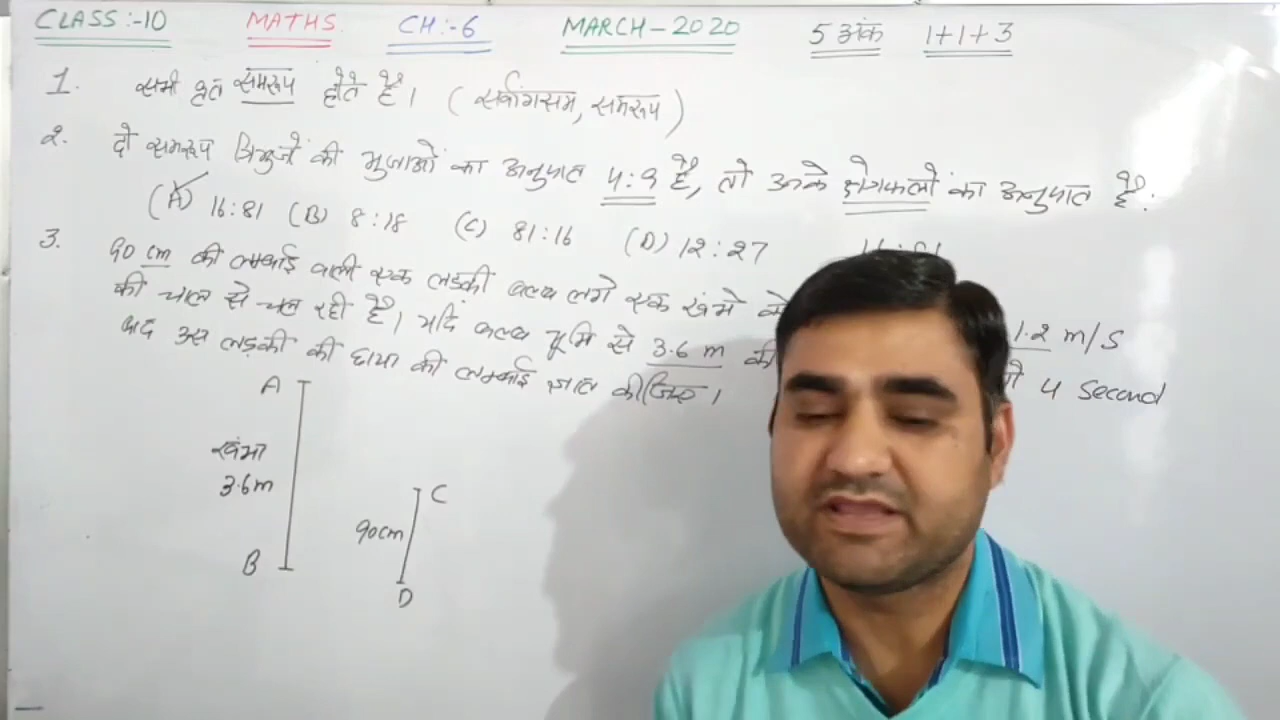 CLASS:-10 MATHS. CH:-6 MARCH-2020 5 अंक 1+1+3
1. सभी वृत समरूप होते हैं। (सर्वांगसम, समरूप)
2. दो समरूप त्रिभुजों की भुजाओं का अनुपात 4:9 है, तो उनके क्षेत्रफलों का अनुपात है:
(A) 16:81 (B) 8:18 (C) 81:16 (D) 12:27
3. 90 cm की लम्बाई वाली एक लड़की बल्ब लगे एक खंभे
की चाल से चल रही है। यदि बल्ब भूमि से 3.6 m की 1.2 m/s
बाद उस लड़की की छाया की लम्बाई ज्ञात कीजिए। 4 second
A
खंभा
3.6m
B
C
90cm
D